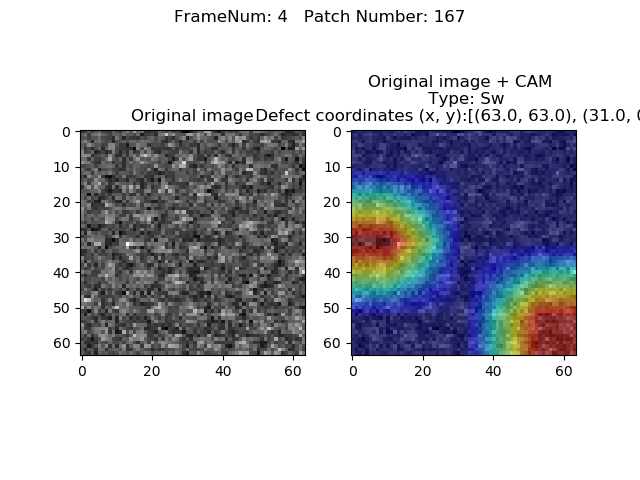 FrameNum: 4   Patch Number: 167
Original image + CAM
Type: Sw
Original image
Defect coordinates (x, y):[(63.0, 63.0), (31.0, 0
0
10
20
30
40
50
60
0 20 40 60
0
10
20
30
40
50
60
0 20 40 60